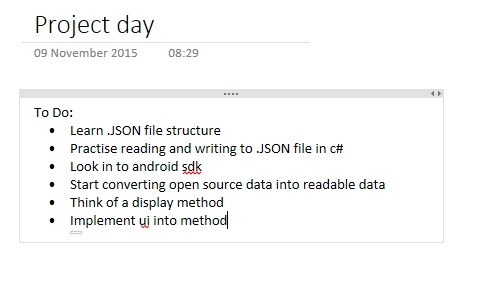 Project day
09 November 2015 08:29
To Do:
• Learn .JSON file structure
• Practise reading and writing to .JSON file in c#
• Look in to android sdk
• Start converting open source data into readable data
• Think of a display method
• Implement ui into method